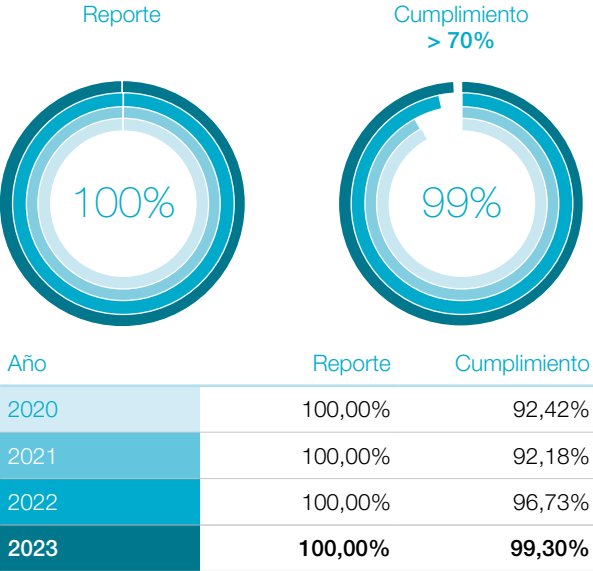 Reporte
Cumplimiento
> 70%
100%
99%
Año Reporte Cumplimiento
2020 100,00% 92,42%
2021 100,00% 92,18%
2022 100,00% 96,73%
2023 100,00% 99,30%